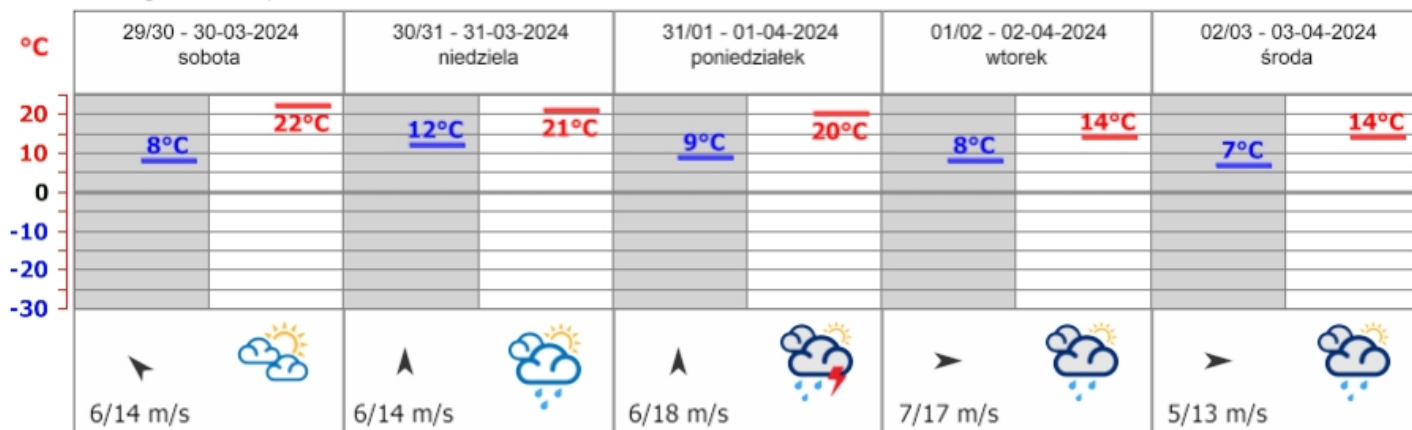 °C
29/30 - 30-03-2024
sobota
30/31 - 31-03-2024
niedziela
31/01 - 01-04-2024
poniedziałek
01/02 - 02-04-2024
wtorek
02/03 - 03-04-2024
środa
20
10
0
-10
-20
-30
8°C
22°C
12°C
21°C
9°C
20°C
8°C
14°C
7°C
14°C
6/14 m/s
6/14 m/s
6/18 m/s
7/17 m/s
5/13 m/s